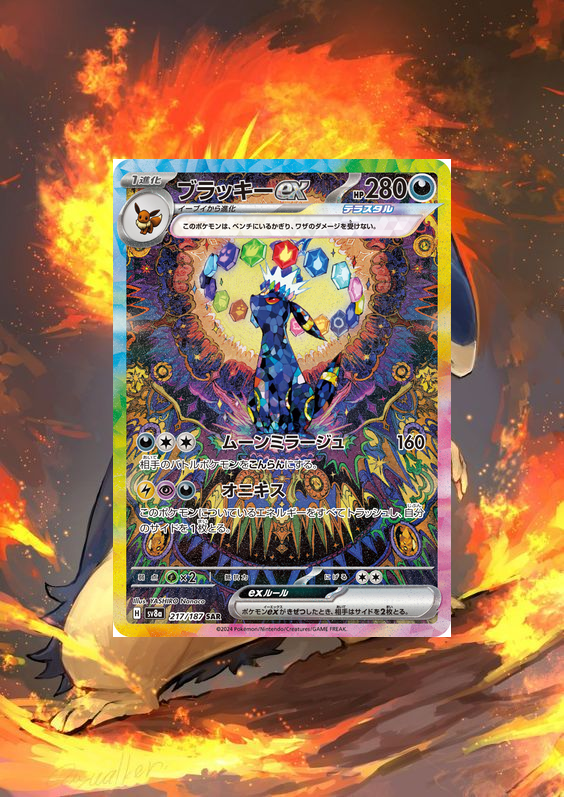 1進化
ブラッキーex
HP280
イーブイから進化
テラスタル
このポケモンは、ベンチにいるかぎり、ワザのダメージを受けない。
ムーンミラージュ 160
相手のバトルポケモンをこんらんにする。
オニキス
このポケモンについているエネルギーをすべてトラッシュし、自分
のサイドを1枚とる。
弱点 ×2 抵抗力 にげる
exルール
ポケモンexがきぜつしたとき、相手はサイドを2枚とる。
Illus. YASHIRO Nanaco
H sv8a 217/187 SAR
©2024 Pokémon/Nintendo/Creatures/GAME FREAK.